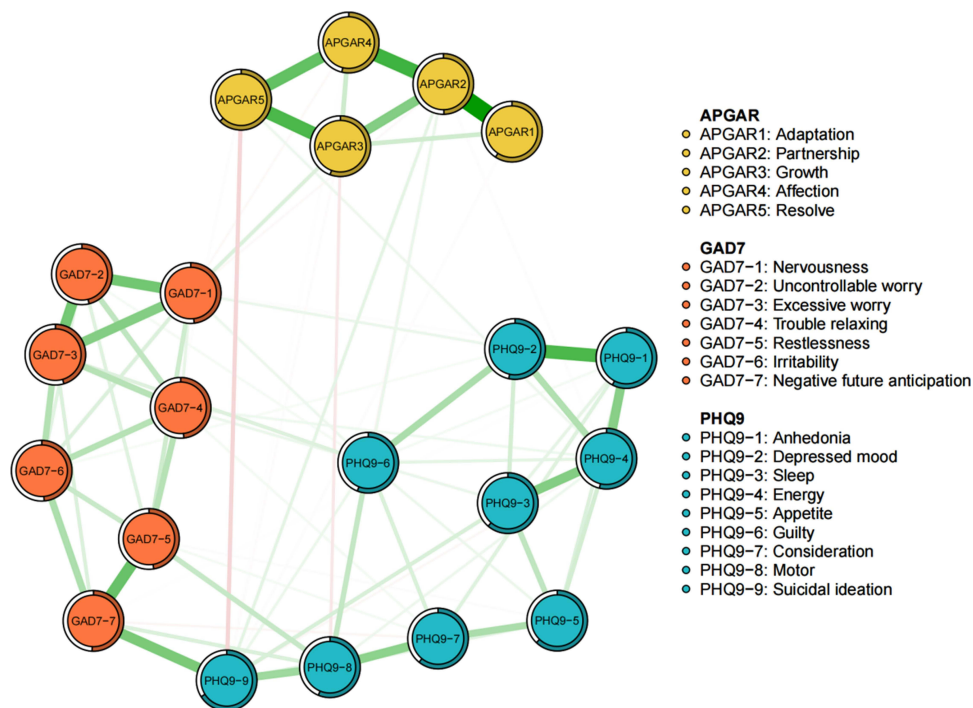 APGAR4
APGAR2
APGAR5
APGAR1
APGAR3
GAD7−2
GAD7−1
GAD7−3
GAD7−4
GAD7−6
GAD7−5
GAD7−7
PHQ9−2
PHQ9−1
PHQ9−6
PHQ9−4
PHQ9−3
PHQ9−5
PHQ9−7
PHQ9−8
PHQ9−9
APGAR
APGAR1: Adaptation
APGAR2: Partnership
APGAR3: Growth
APGAR4: Affection
APGAR5: Resolve
GAD7
GAD7−1: Nervousness
GAD7−2: Uncontrollable worry
GAD7−3: Excessive worry
GAD7−4: Trouble relaxing
GAD7−5: Restlessness
GAD7−6: Irritability
GAD7−7: Negative future anticipation
PHQ9
PHQ9−1: Anhedonia
PHQ9−2: Depressed mood
PHQ9−3: Sleep
PHQ9−4: Energy
PHQ9−5: Appetite
PHQ9−6: Guilty
PHQ9−7: Consideration
PHQ9−8: Motor
PHQ9−9: Suicidal ideation